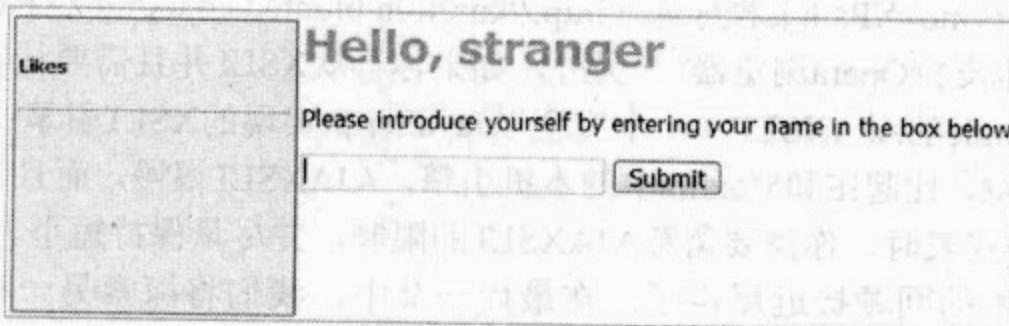 Likes
Hello, stranger
Please introduce yourself by entering your name in the box below
Submit